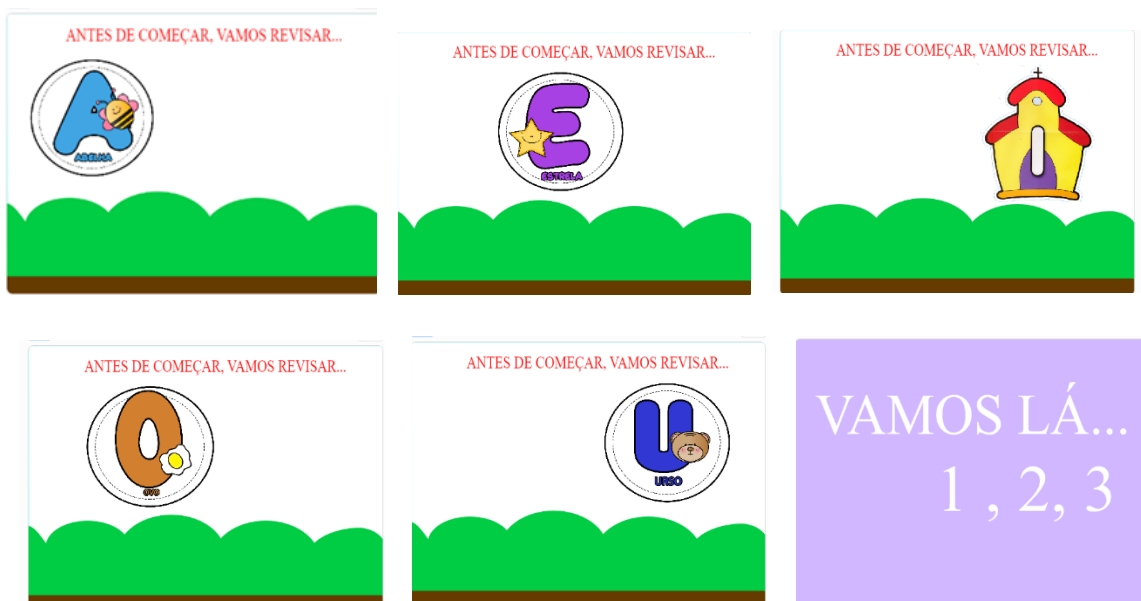 ANTES DE COMEÇAR, VAMOS REVISAR...
A
ABELHA
ANTES DE COMEÇAR, VAMOS REVISAR...
E
ESTRELA
ANTES DE COMEÇAR, VAMOS REVISAR...
I
ANTES DE COMEÇAR, VAMOS REVISAR...
O
OVO
ANTES DE COMEÇAR, VAMOS REVISAR...
U
URSO
VAMOS LÁ...
1 , 2, 3